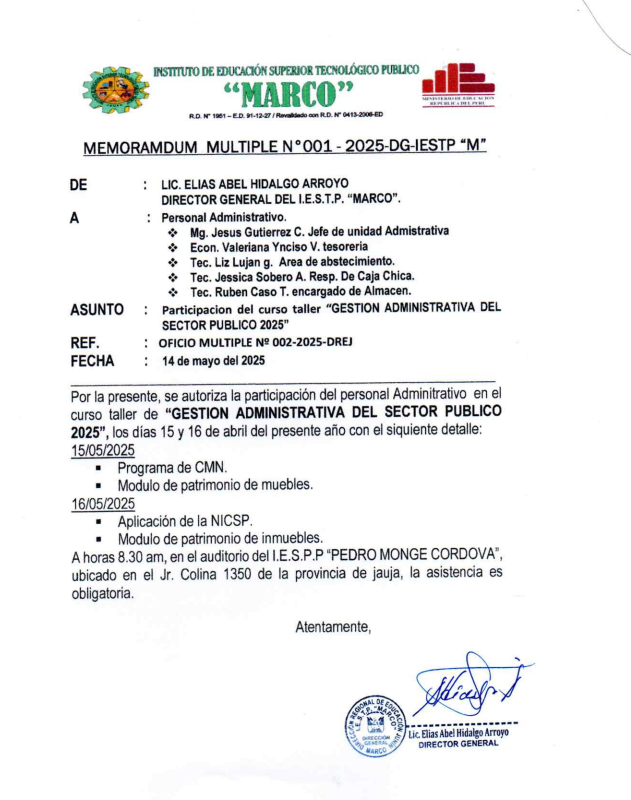 INSTITUTO DE EDUCACIÓN SUPERIOR TECNOLÓGICO PUBLICO
“MARCO”
R.D. N° 1951 – E.D. 91-12-27 / Revalidado con R.D. N° 0413-2006-ED
MINISTERIO DE EDUCACION
REPUBLICA DEL PERU
MEMORAMDUM MULTIPLE N°001 - 2025-DG-IESTP “M”
DE : LIC. ELIAS ABEL HIDALGO ARROYO
DIRECTOR GENERAL DEL I.E.S.T.P. “MARCO”.
A : Personal Administrativo.
❖ Mg. Jesus Gutierrez C. Jefe de unidad Admistrativa
❖ Econ. Valeriana Ynciso V. tesoreria
❖ Tec. Liz Lujan g. Area de abstecimiento.
❖ Tec. Jessica Sobero A. Resp. De Caja Chica.
❖ Tec. Ruben Caso T. encargado de Almacen.
ASUNTO : Participacion del curso taller “GESTION ADMINISTRATIVA DEL
SECTOR PUBLICO 2025”
REF. : OFICIO MULTIPLE Nº 002-2025-DREJ
FECHA : 14 de mayo del 2025
Por la presente, se autoriza la participación del personal Adminitrativo en el
curso taller de “GESTION ADMINISTRATIVA DEL SECTOR PUBLICO
2025”, los días 15 y 16 de abril del presente año con el siquiente detalle:
15/05/2025
▪ Programa de CMN.
▪ Modulo de patrimonio de muebles.
16/05/2025
▪ Aplicación de la NICSP.
▪ Modulo de patrimonio de inmuebles.
A horas 8.30 am, en el auditorio del I.E.S.P.P “PEDRO MONGE CORDOVA”,
ubicado en el Jr. Colina 1350 de la provincia de jauja, la asistencia es
obligatoria.
Atentamente,
DIRECCIÓN REGIONAL DE EDUCACIÓN JUNIN
I.E.S.T.P. "MARCO"
DIRECCIÓN
GENERAL
MARCO
Lic. Elias Abel Hidalgo Arroyo
DIRECTOR GENERAL